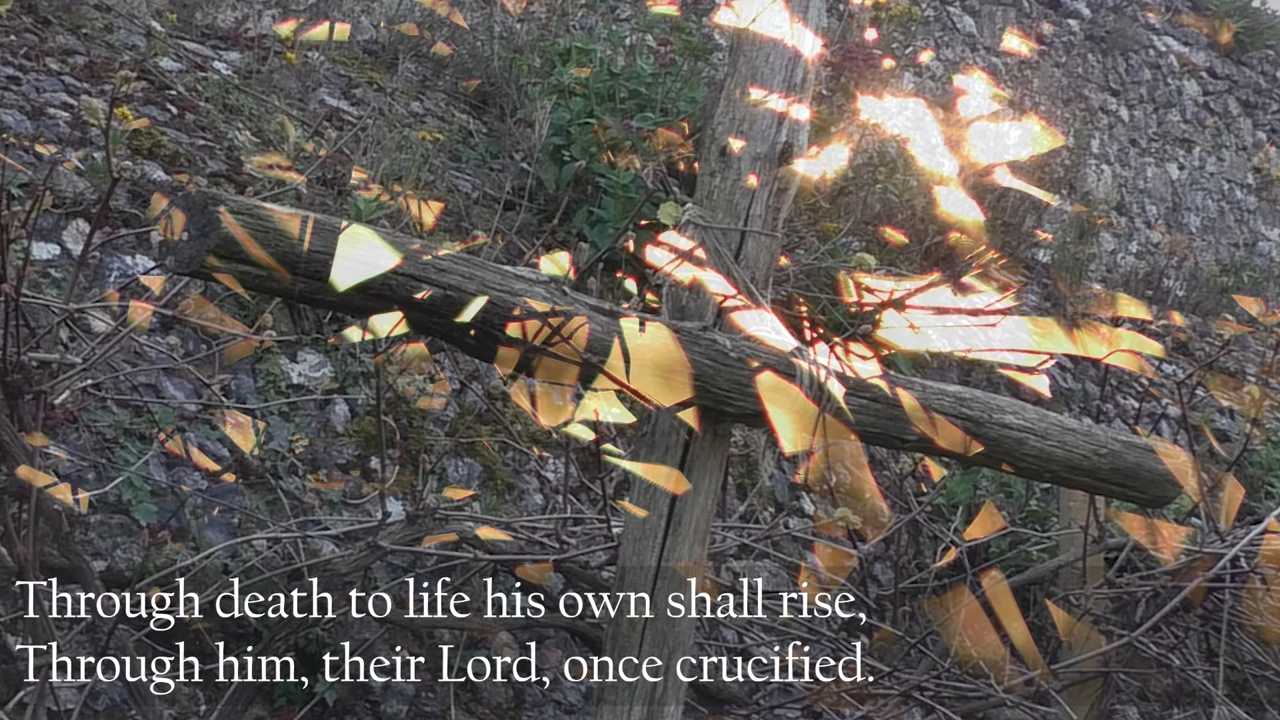 Through death to life his own shall rise,
Through him, their Lord, once crucified.